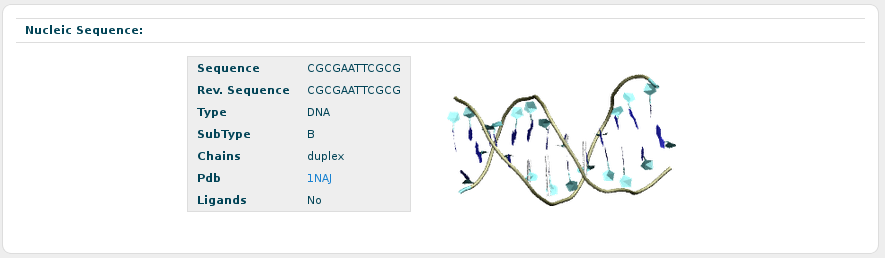 Nucleic Sequence:
Sequence CGCGAATTCGCG
Rev. Sequence CGCGAATTCGCG
Type DNA
SubType B
Chains duplex
Pdb 1NAJ
Ligands No